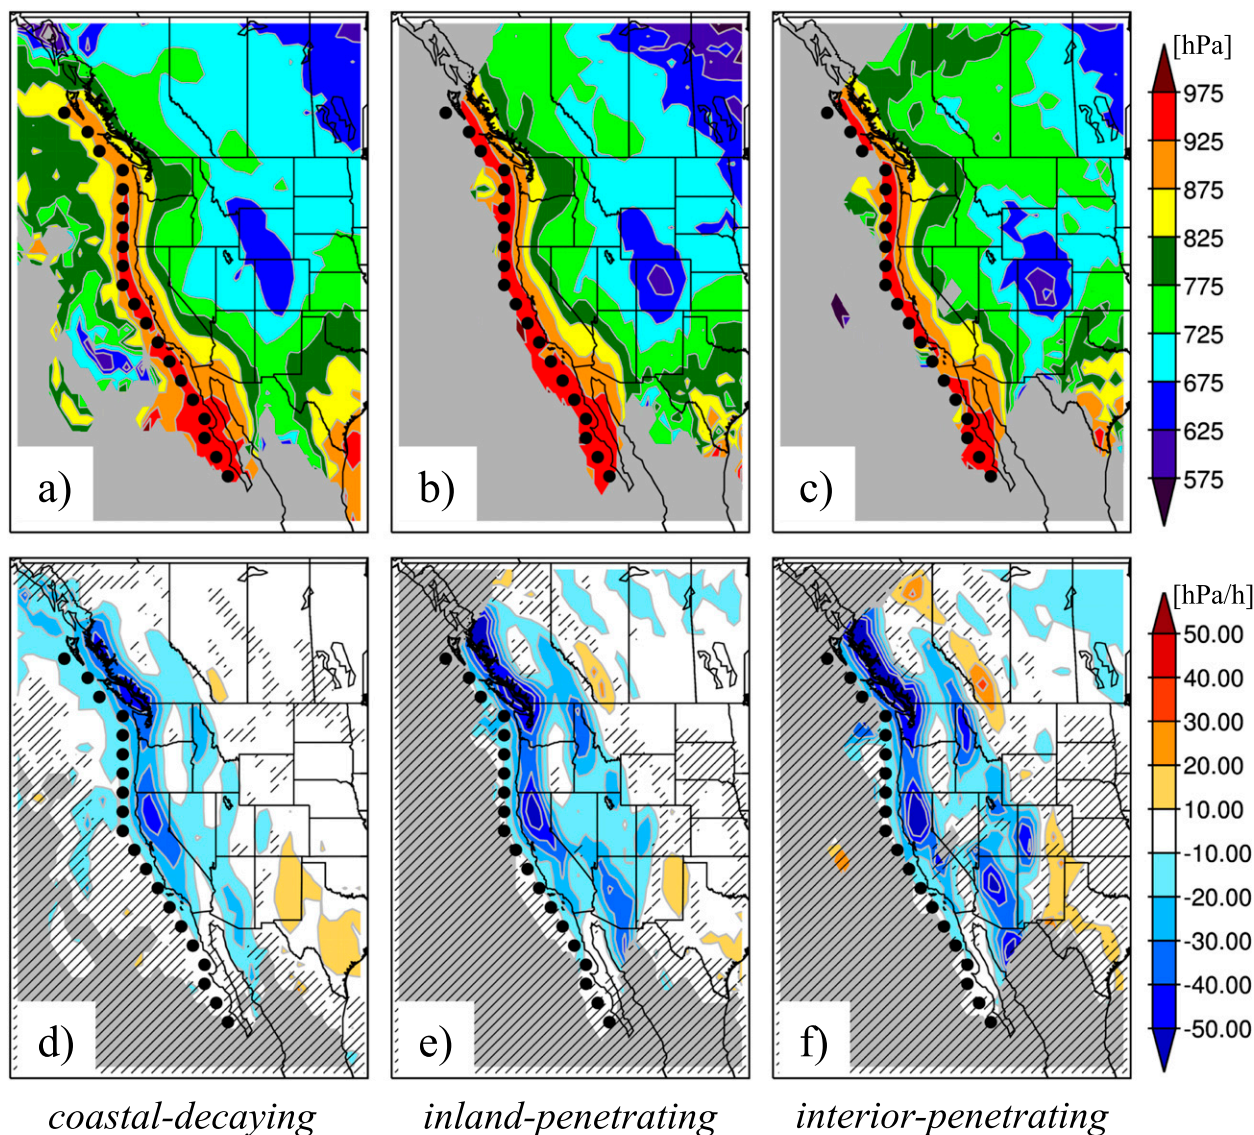 [hPa]
975
925
875
825
775
725
675
625
575
a)
b)
c)
[hPa/h]
50.00
40.00
30.00
20.00
10.00
-10.00
-20.00
-30.00
-40.00
-50.00
d)
e)
f)
coastal-decaying
inland-penetrating
interior-penetrating